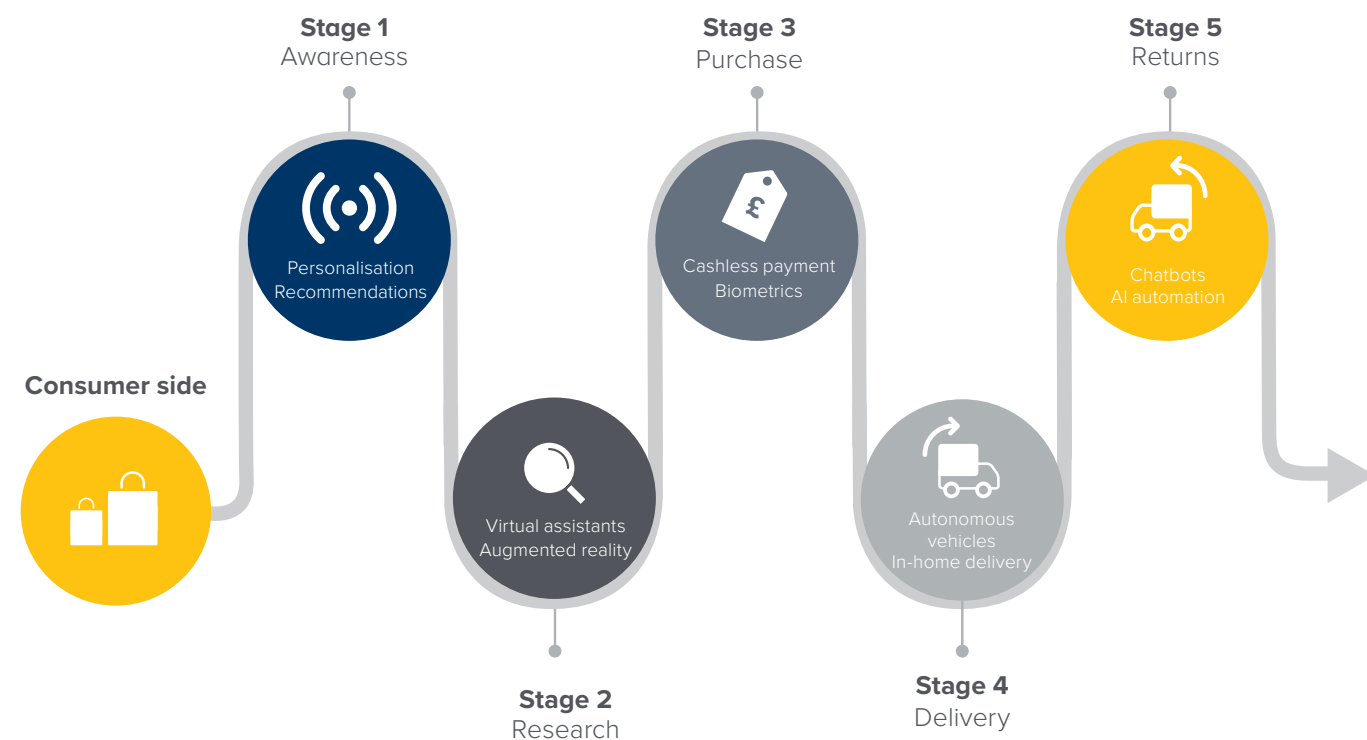 Stage 1
Awareness
Stage 3
Purchase
Stage 5
Returns
Personalisation
Recommendations
£
Cashless payment
Biometrics
Chatbots
AI automation
Consumer side
Virtual assistants
Augmented reality
Autonomous
vehicles
In-home delivery
Stage 2
Research
Stage 4
Delivery